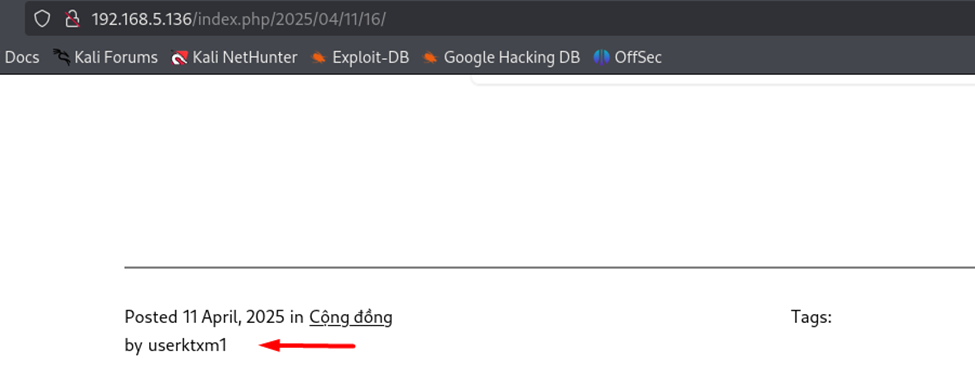 192.168.5.136/index.php/2025/04/11/16/
Docs Kali Forums Kali NetHunter Exploit-DB Google Hacking DB OffSec
Posted 11 April, 2025 in Cộng đồng
by userktxm1
Tags: